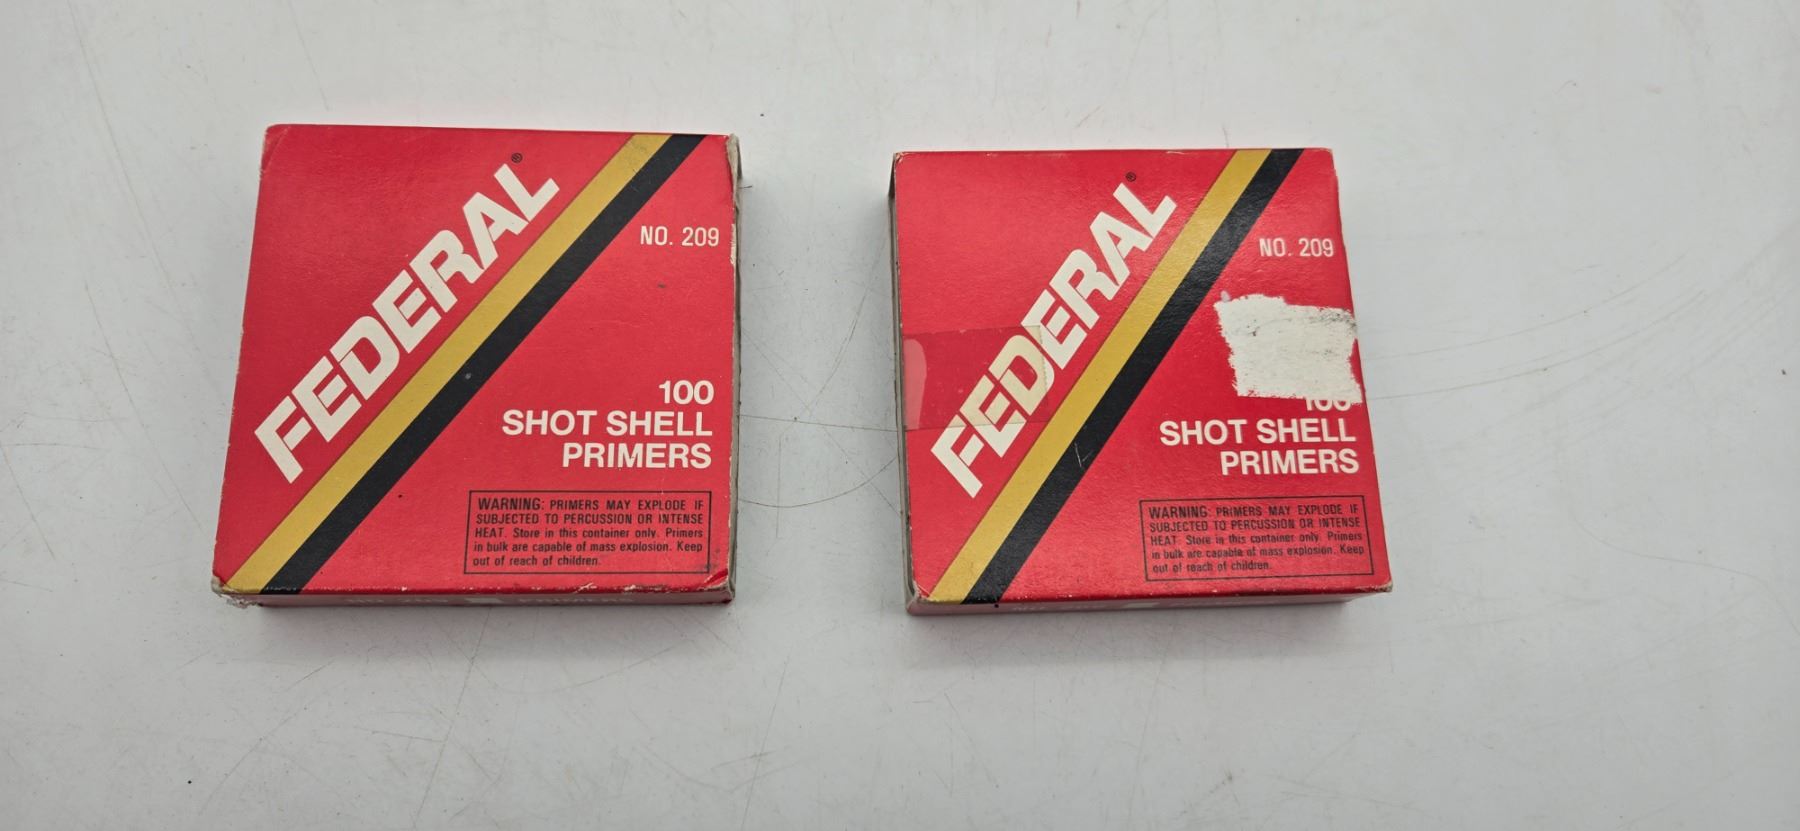 FEDERAL®
NO. 209
100
SHOT SHELL
PRIMERS
WARNING: PRIMERS MAY EXPLODE IF
SUBJECTED TO PERCUSSION OR INTENSE
HEAT. Store in this container only. Primers
in bulk are capable of mass explosion. Keep
out of reach of children.
FEDERAL®
NO. 209
100
SHOT SHELL
PRIMERS
WARNING: PRIMERS MAY EXPLODE IF
SUBJECTED TO PERCUSSION OR INTENSE
HEAT. Store in this container only. Primers
in bulk are capable of mass explosion. Keep
out of reach of children.